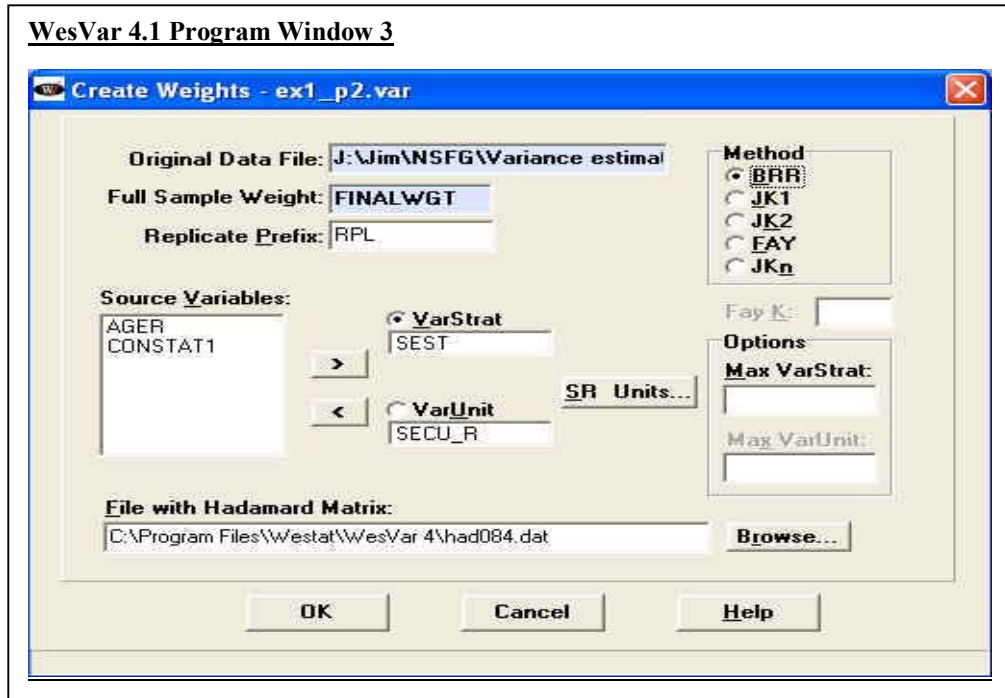 WesVar 4.1 Program Window 3
Create Weights - ex1_p2.var
Original Data File: J:\Jim\NSFG\Variance estimat
Full Sample Weight: FINALWGT
Replicate Prefix: RPL
Method
BRR
JK1
JK2
FAY
JKn
Source Variables:
AGER
CONSTAT1
>
<
VarStrat
SEST
VarUnit
SECU_R
SR Units...
Fay K:
Options
Max VarStrat:
Max VarUnit:
File with Hadamard Matrix:
C:\Program Files\Westat\WesVar 4\had084.dat
Browse...
OK
Cancel
Help